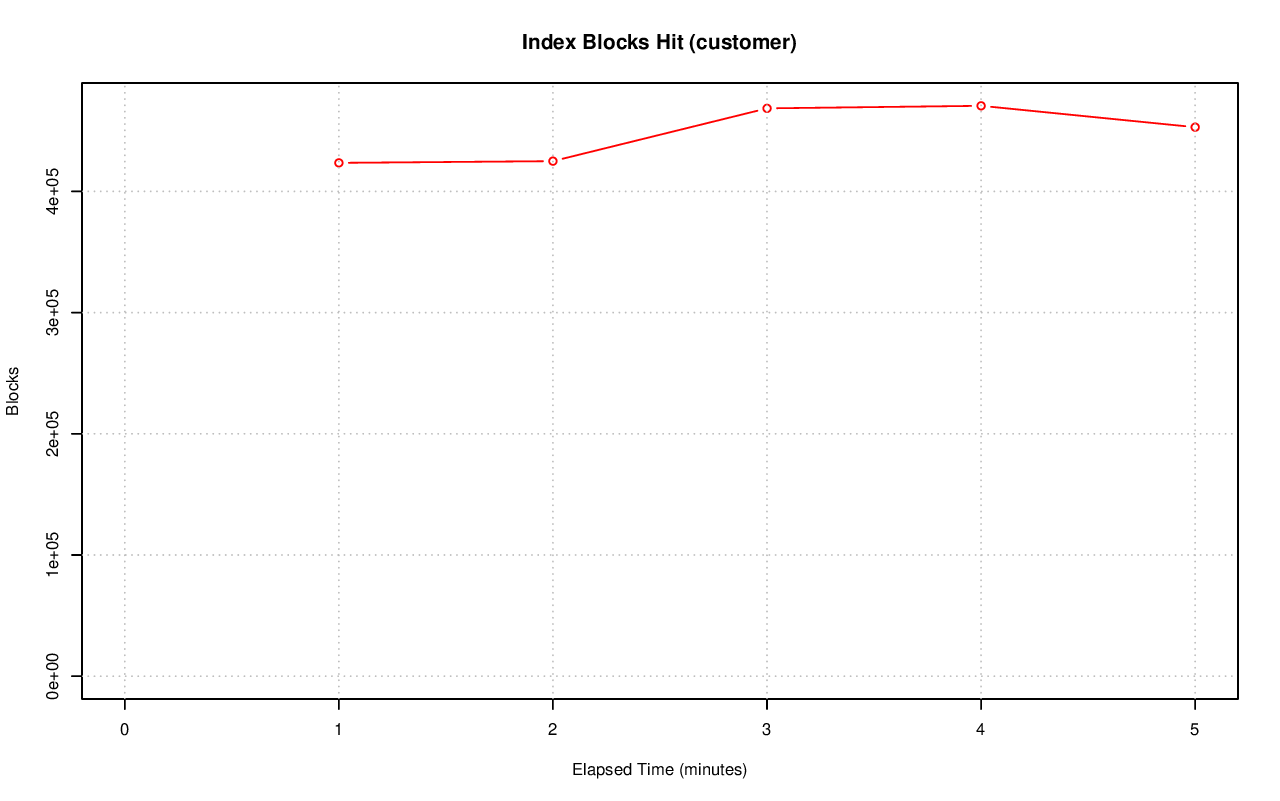 Index Blocks Hit (customer)
Blocks
4e+05
3e+05
2e+05
1e+05
0e+00
0 1 2 3 4 5
Elapsed Time (minutes)